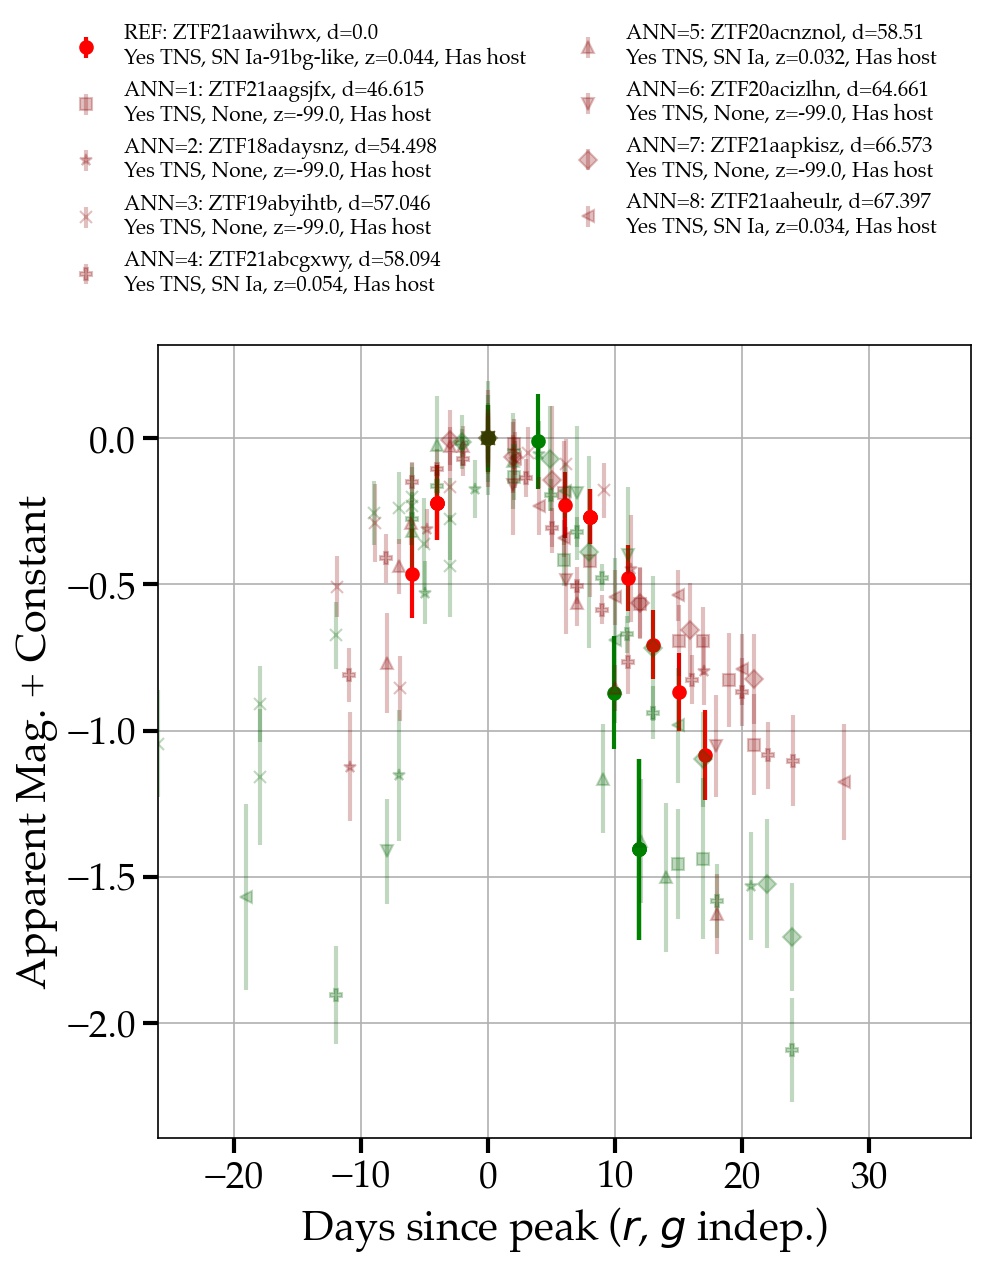 REF: ZTF21aawihwx, d=0.0
Yes TNS, SN Ia-91bg-like, z=0.044, Has host
ANN=1: ZTF21aagsjfx, d=46.615
Yes TNS, None, z=-99.0, Has host
ANN=2: ZTF18adaysnz, d=54.498
Yes TNS, None, z=-99.0, Has host
ANN=3: ZTF19abyihtb, d=57.046
Yes TNS, None, z=-99.0, Has host
ANN=4: ZTF21abcgxwy, d=58.094
Yes TNS, SN Ia, z=0.054, Has host
ANN=5: ZTF20acnznol, d=58.51
Yes TNS, SN Ia, z=0.032, Has host
ANN=6: ZTF20acizlhn, d=64.661
Yes TNS, None, z=-99.0, Has host
ANN=7: ZTF21aapkisz, d=66.573
Yes TNS, None, z=-99.0, Has host
ANN=8: ZTF21aaheulr, d=67.397
Yes TNS, SN Ia, z=0.034, Has host
Apparent Mag. + Constant
0.0
−0.5
−1.0
−1.5
−2.0
−20 −10 0 10 20 30
Days since peak (r, g indep.)